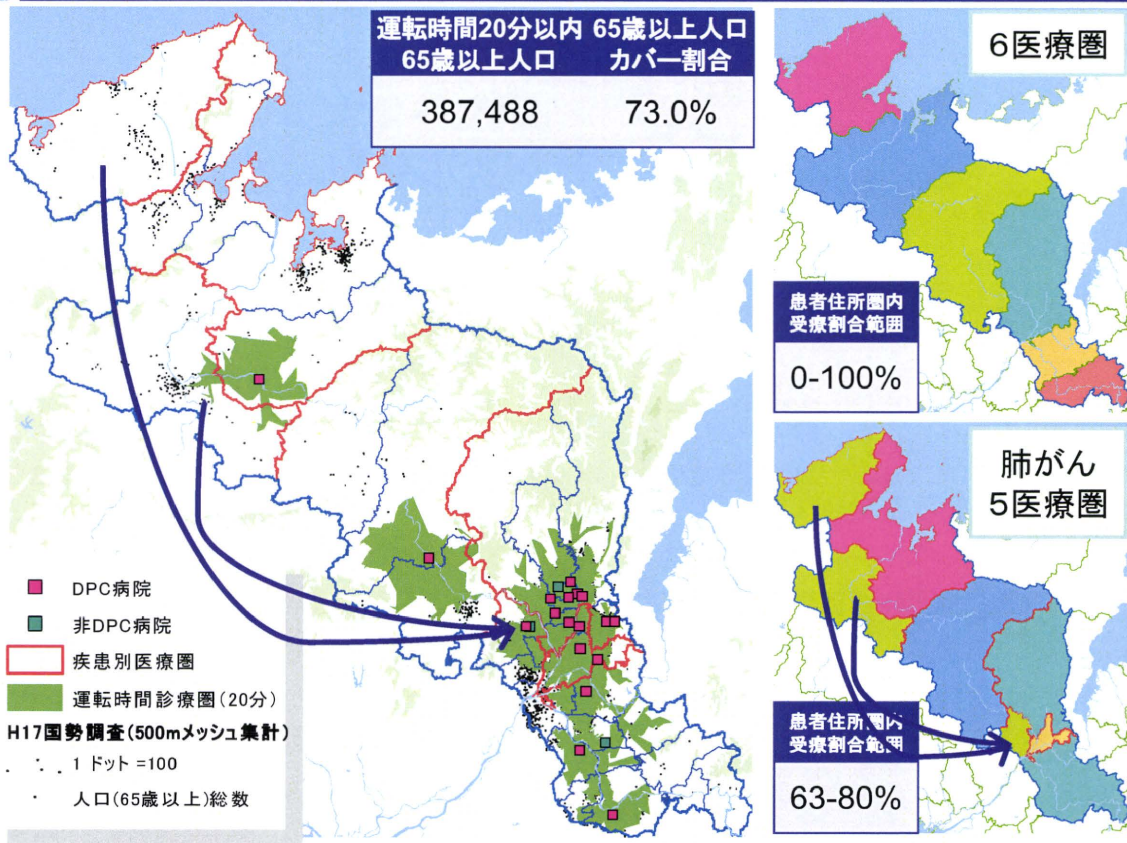 運転時間20分以内 65歳以上人口
65歳以上人口 カバー割合
387,488 73.0%
6医療圏
患者住所圏内
受療割合範囲
0-100%
肺がん
5医療圏
患者住所圏内
受療割合範囲
63-80%
DPC病院
非DPC病院
疾患別医療圏
運転時間診療圏(20分)
H17国勢調査(500mメッシュ集計)
1 ドット =100
人口(65歳以上)総数